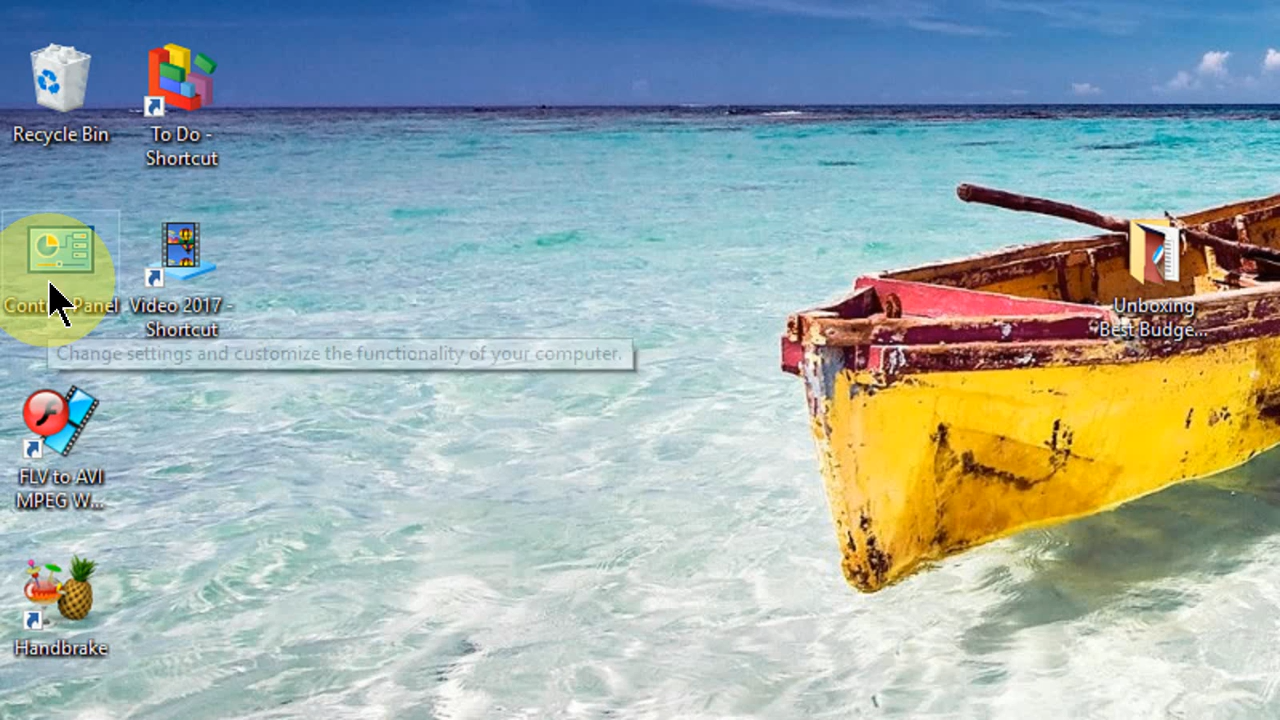 Recycle Bin
To Do -
Shortcut
Control Panel
Video 2017 -
Shortcut
Change settings and customize the functionality of your computer.
FLV to AVI
MPEG W...
Handbrake
Unboxing
Best Budge...